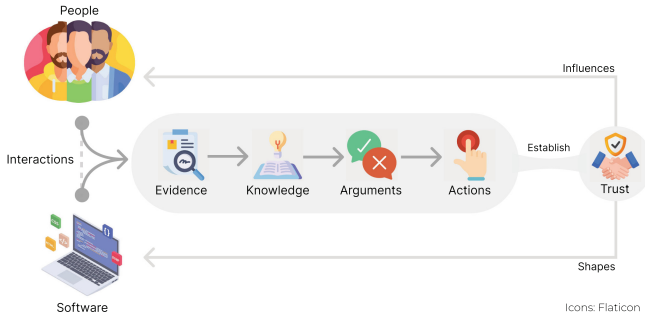 People
Influences
Interactions
Evidence
Knowledge
Arguments
Actions
Establish
Trust
Shapes
Software
Icons: Flaticon